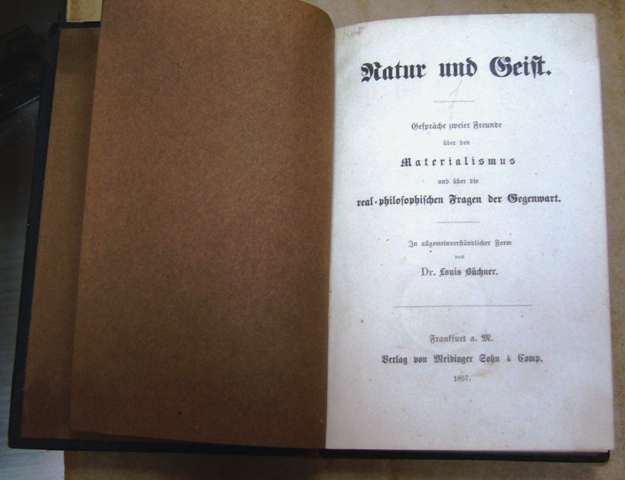 Natur und Geist.
Gespräche zweier Freunde
über den
Materialismus
und über die
real-philosophischen Fragen der Gegenwart.
In allgemeinverständlicher Form
von
Dr. Louis Büchner.
Frankfurt a. M.
Verlag von Meidinger Sohn & Comp.
1857.